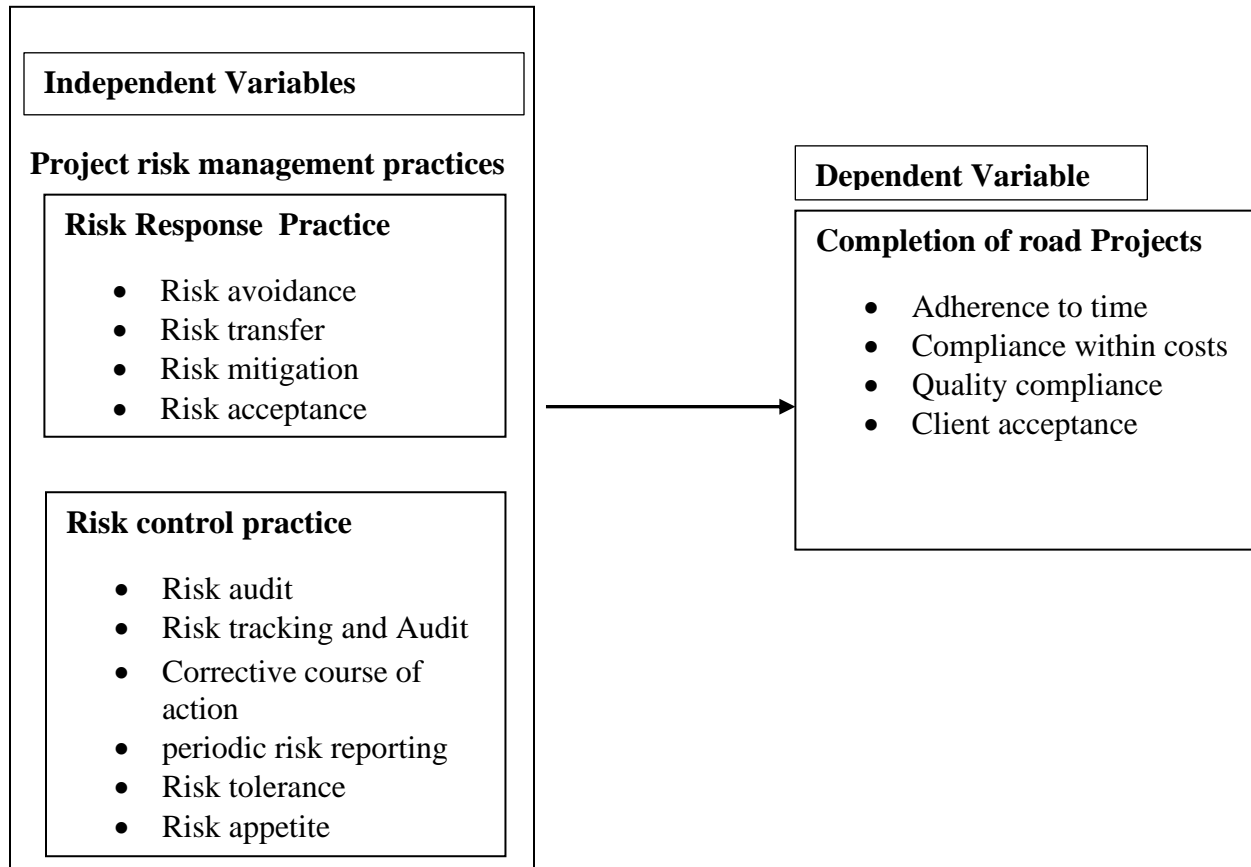 Independent Variables
Project risk management practices
Risk Response Practice
• Risk avoidance
• Risk transfer
• Risk mitigation
• Risk acceptance
Risk control practice
• Risk audit
• Risk tracking and Audit
• Corrective course of
action
• periodic risk reporting
• Risk tolerance
• Risk appetite
Dependent Variable
Completion of road Projects
• Adherence to time
• Compliance within costs
• Quality compliance
• Client acceptance